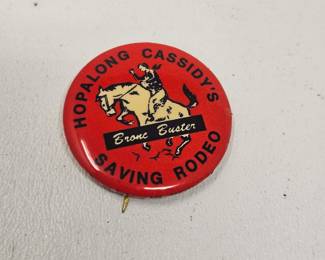 HOPALONG CASSIDY'S
Bronc Buster
SAVING RODEO